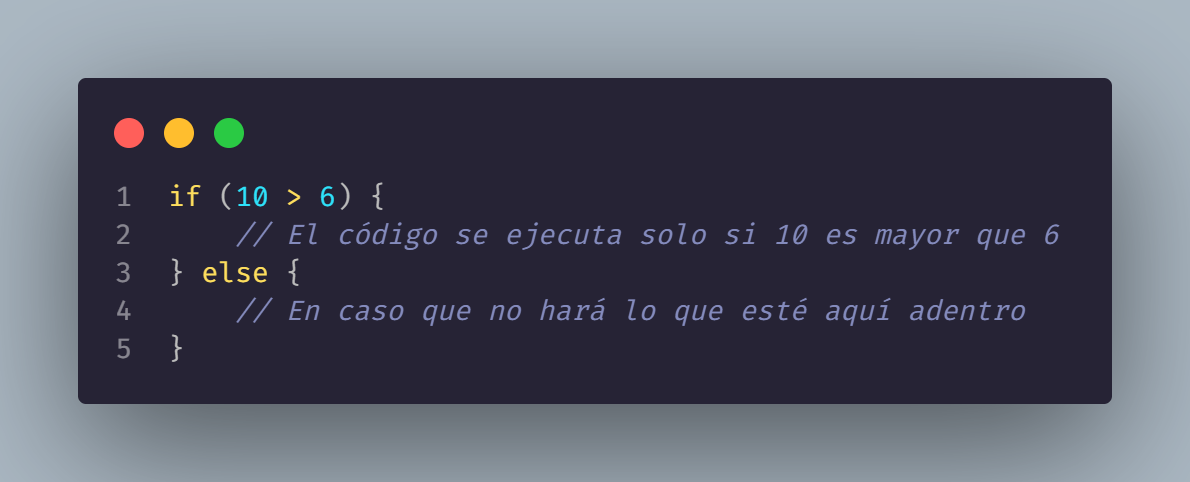 1 if (10 > 6) {
2 // El código se ejecuta solo si 10 es mayor que 6
3 } else {
4 // En caso que no hará lo que esté aquí adentro
5 }